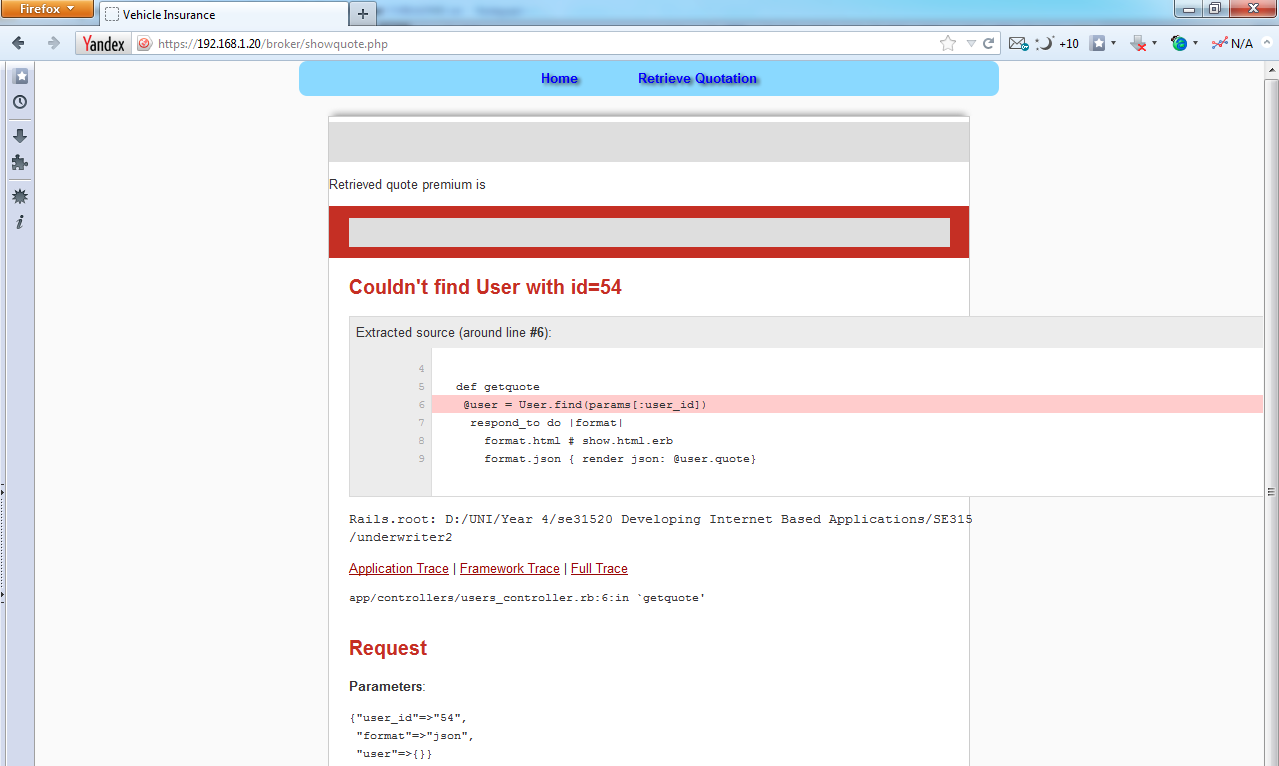 Firefox
Vehicle Insurance
Yandex https://192.168.1.20/broker/showquote.php +10 N/A
Home Retrieve Quotation
Retrieved quote premium is
Couldn't find User with id=54
Extracted source (around line #6):
4
5 def getquote
6 @user = User.find(params[:user_id])
7 respond_to do |format|
8 format.html # show.html.erb
9 format.json { render json: @user.quote}
Rails.root: D:/UNI/Year 4/se31520 Developing Internet Based Applications/SE315
/underwriter2
Application Trace | Framework Trace | Full Trace
app/controllers/users_controller.rb:6:in `getquote'
Request
Parameters:
{"user_id"=>"54",
"format"=>"json",
"user"=>{}}